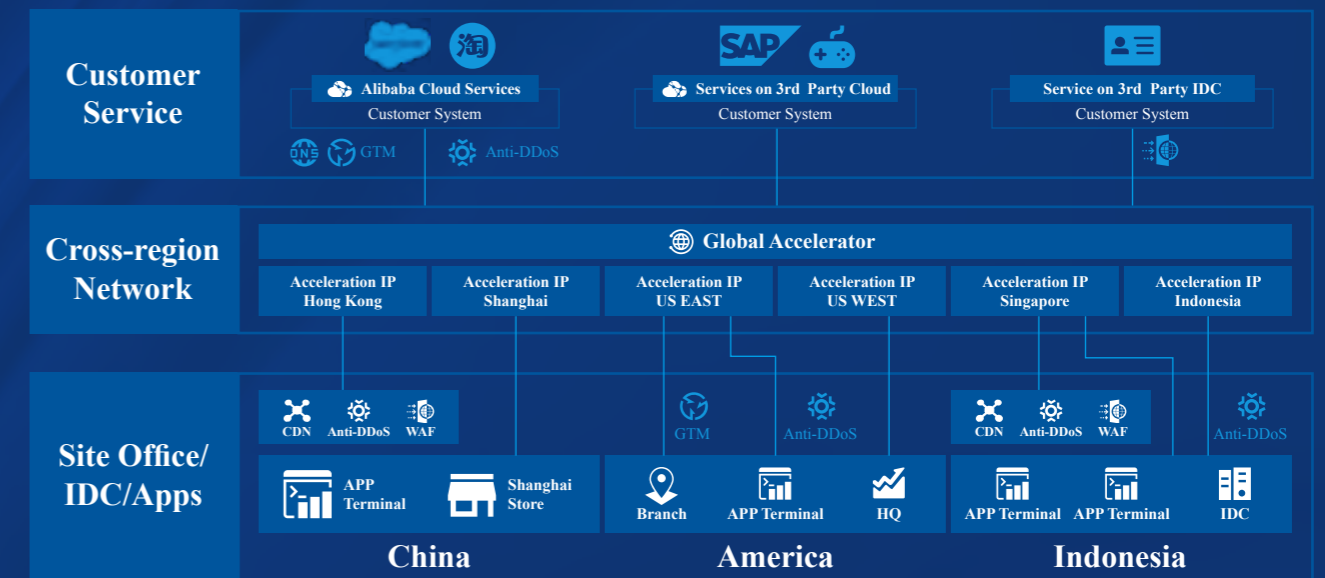 Customer
Service
淘
SAP
Alibaba Cloud Services
Customer System
Services on 3rd Party Cloud
Customer System
Service on 3rd Party IDC
Customer System
DNS
GTM
Anti-DDoS
Cross-region
Network
Global Accelerator
Acceleration IP
Hong Kong
Acceleration IP
Shanghai
Acceleration IP
US EAST
Acceleration IP
US WEST
Acceleration IP
Singapore
Acceleration IP
Indonesia
Site Office/
IDC/Apps
CDN
Anti-DDoS
WAF
GTM
Anti-DDoS
CDN
Anti-DDoS
WAF
Anti-DDoS
APP
Terminal
Shanghai
Store
Branch
APP Terminal
HQ
APP Terminal
APP Terminal
IDC
China
America
Indonesia